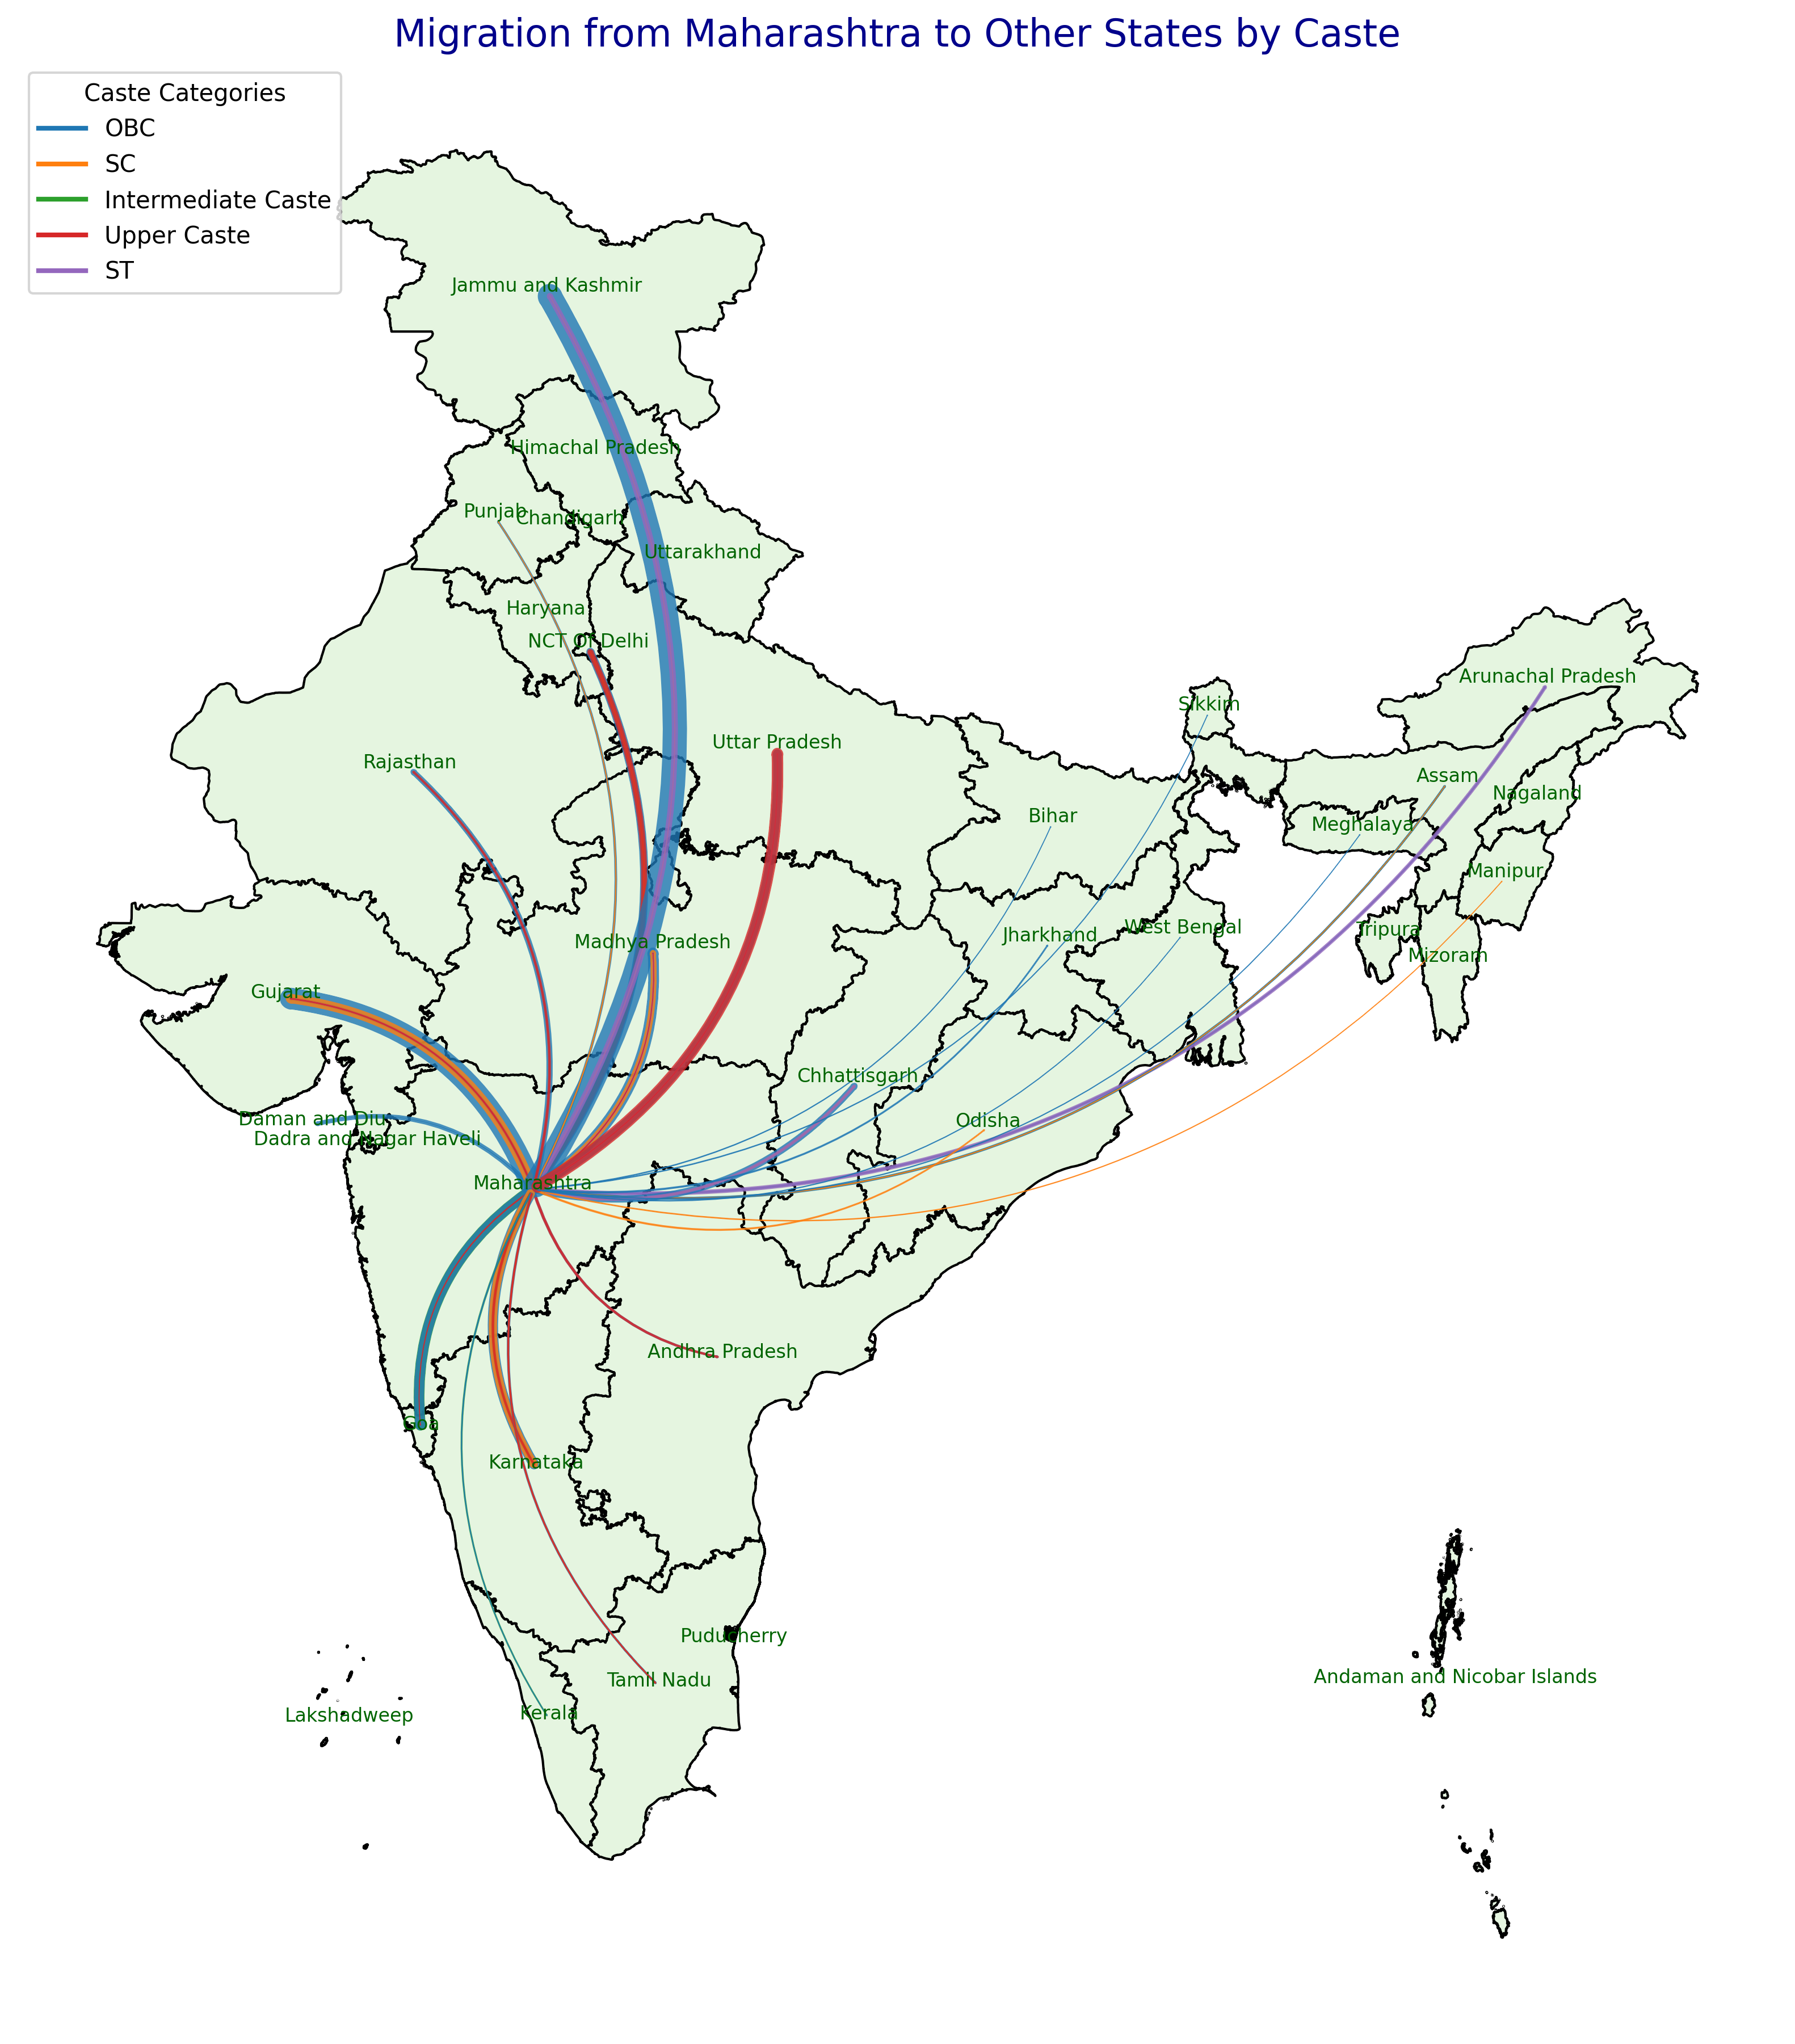 Migration from Maharashtra to Other States by Caste
Caste Categories
OBC
SC
Intermediate Caste
Upper Caste
ST
Jammu and Kashmir
Himachal Pradesh
Punjab
Chandigarh
Uttarakhand
Haryana
NCT Of Delhi
Arunachal Pradesh
Sikkim
Uttar Pradesh
Rajasthan
Assam
Nagaland
Bihar
Meghalaya
Manipur
West Bengal
Tripura
Jharkhand
Madhya Pradesh
Mizoram
Gujarat
Chhattisgarh
Daman and Diu
Odisha
Dadra and Nagar Haveli
Maharashtra
Andhra Pradesh
Goa
Karnataka
Puducherry
Andaman and Nicobar Islands
Tamil Nadu
Kerala
Lakshadweep